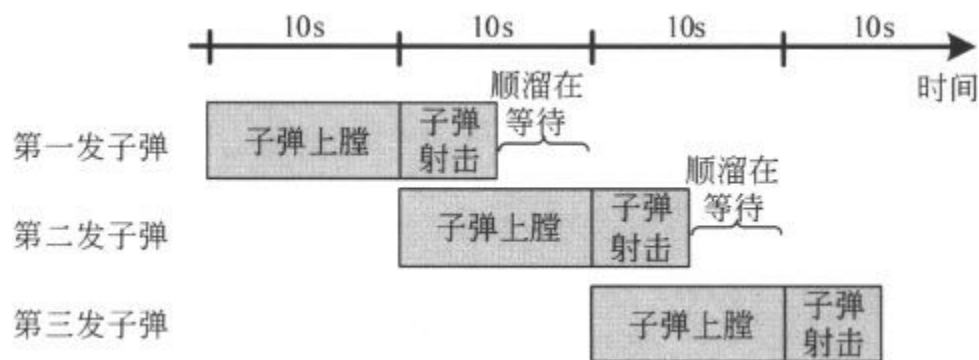 10s 10s 10s 10s
时间
顺溜在
等待
第一发子弹
子弹上膛
子弹
射击
顺溜在
等待
第二发子弹
子弹上膛
子弹
射击
第三发子弹
子弹上膛
子弹
射击